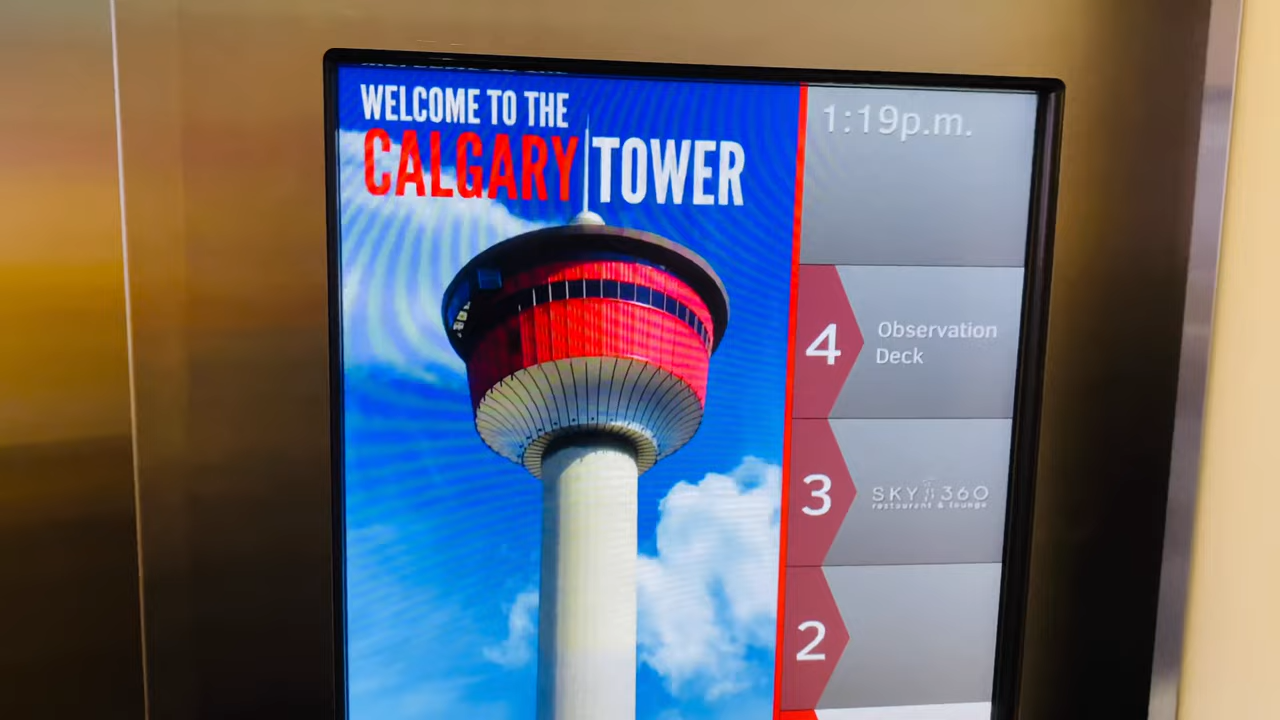 WELCOME TO THE
CALGARY TOWER
1:19p.m.
4 Observation
Deck
3 SKY 360
restaurant & lounge
2